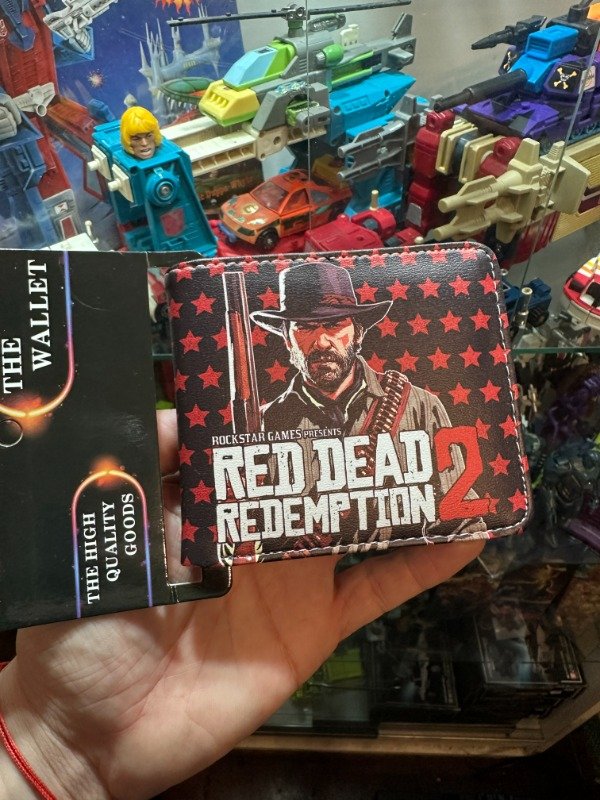 THE
WALLET
THE HIGH
QUALITY
GOODS
ROCKSTAR GAMES PRESENTS
RED DEAD
REDEMPTION 2